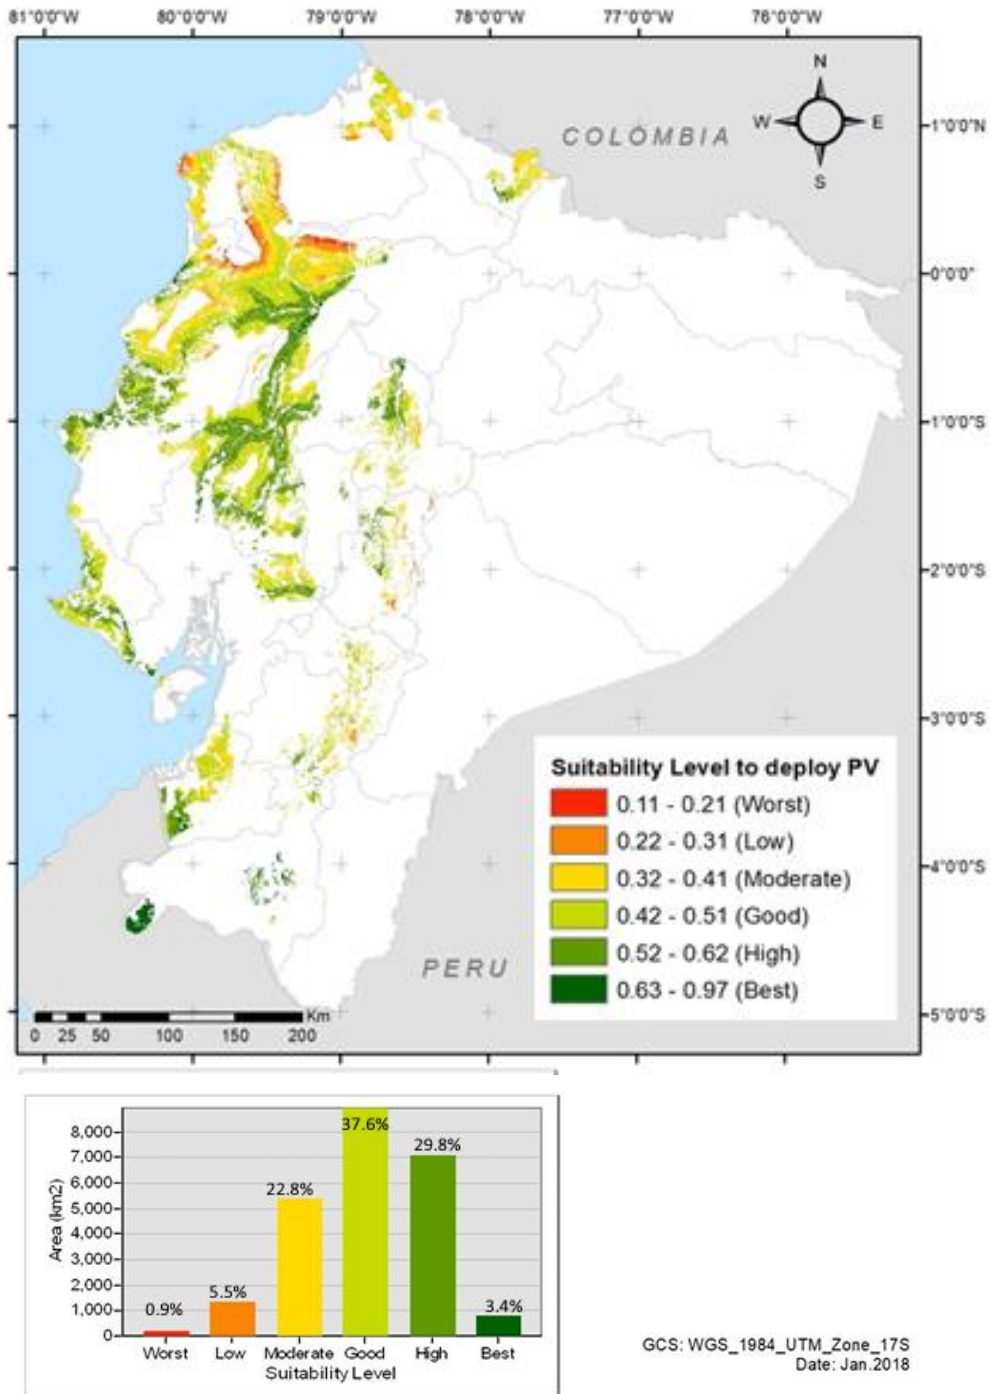 81°0'0"W 80°0'0"W 79°0'0"W 78°0'0"W 77°0'0"W 76°0'0"W
N
W E
S
COLOMBIA
1°0'0"N
0°0'0"
1°0'0"S
2°0'0"S
3°0'0"S
4°0'0"S
5°0'0"S
PERU
Suitability Level to deploy PV
0.11 - 0.21 (Worst)
0.22 - 0.31 (Low)
0.32 - 0.41 (Moderate)
0.42 - 0.51 (Good)
0.52 - 0.62 (High)
0.63 - 0.97 (Best)
Km
0 25 50 100 150 200
Area (km2)
8,000
7,000
6,000
5,000
4,000
3,000
2,000
1,000
0
0.9% 5.5% 22.8% 37.6% 29.8% 3.4%
Worst Low Moderate Good High Best
Suitability Level
GCS: WGS_1984_UTM_Zone_17S
Date: Jan.2018